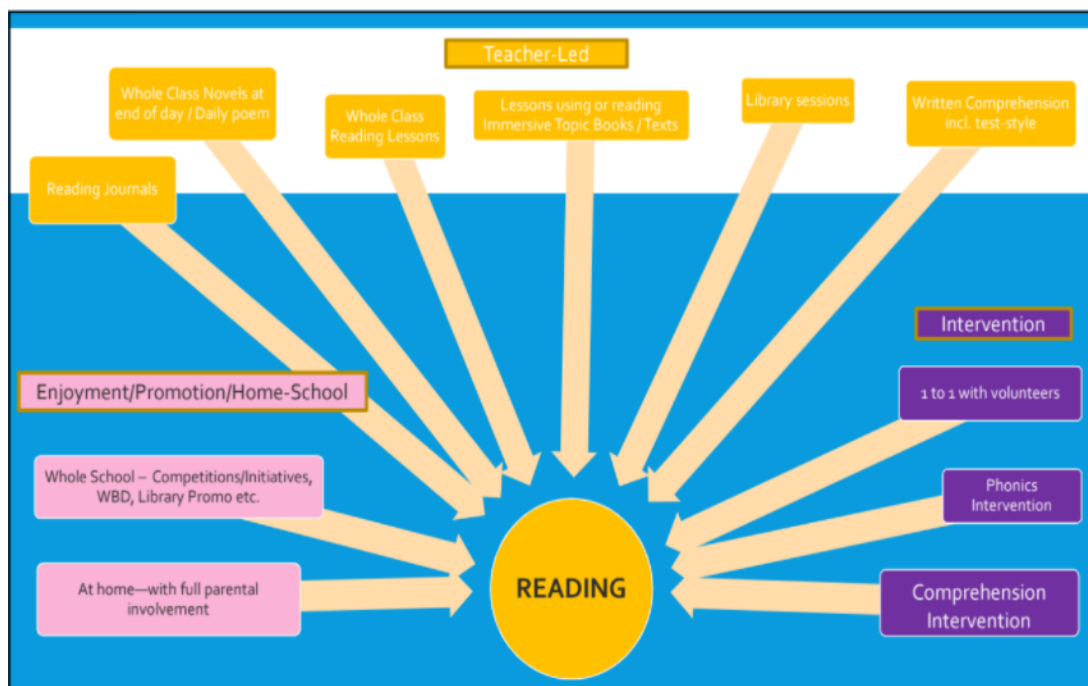 Teacher-Led
Whole Class Novels at
end of day / Daily poem
Whole Class
Reading Lessons
Lessons using or reading
Immersive Topic Books / Texts
Library sessions
Written Comprehension
incl. test-style
Reading Journals
Intervention
Enjoyment/Promotion/Home-School
1 to 1 with volunteers
Whole School – Competitions/Initiatives,
WBD, Library Promo etc.
Phonics
Intervention
At home—with full parental
involvement
READING
Comprehension
Intervention